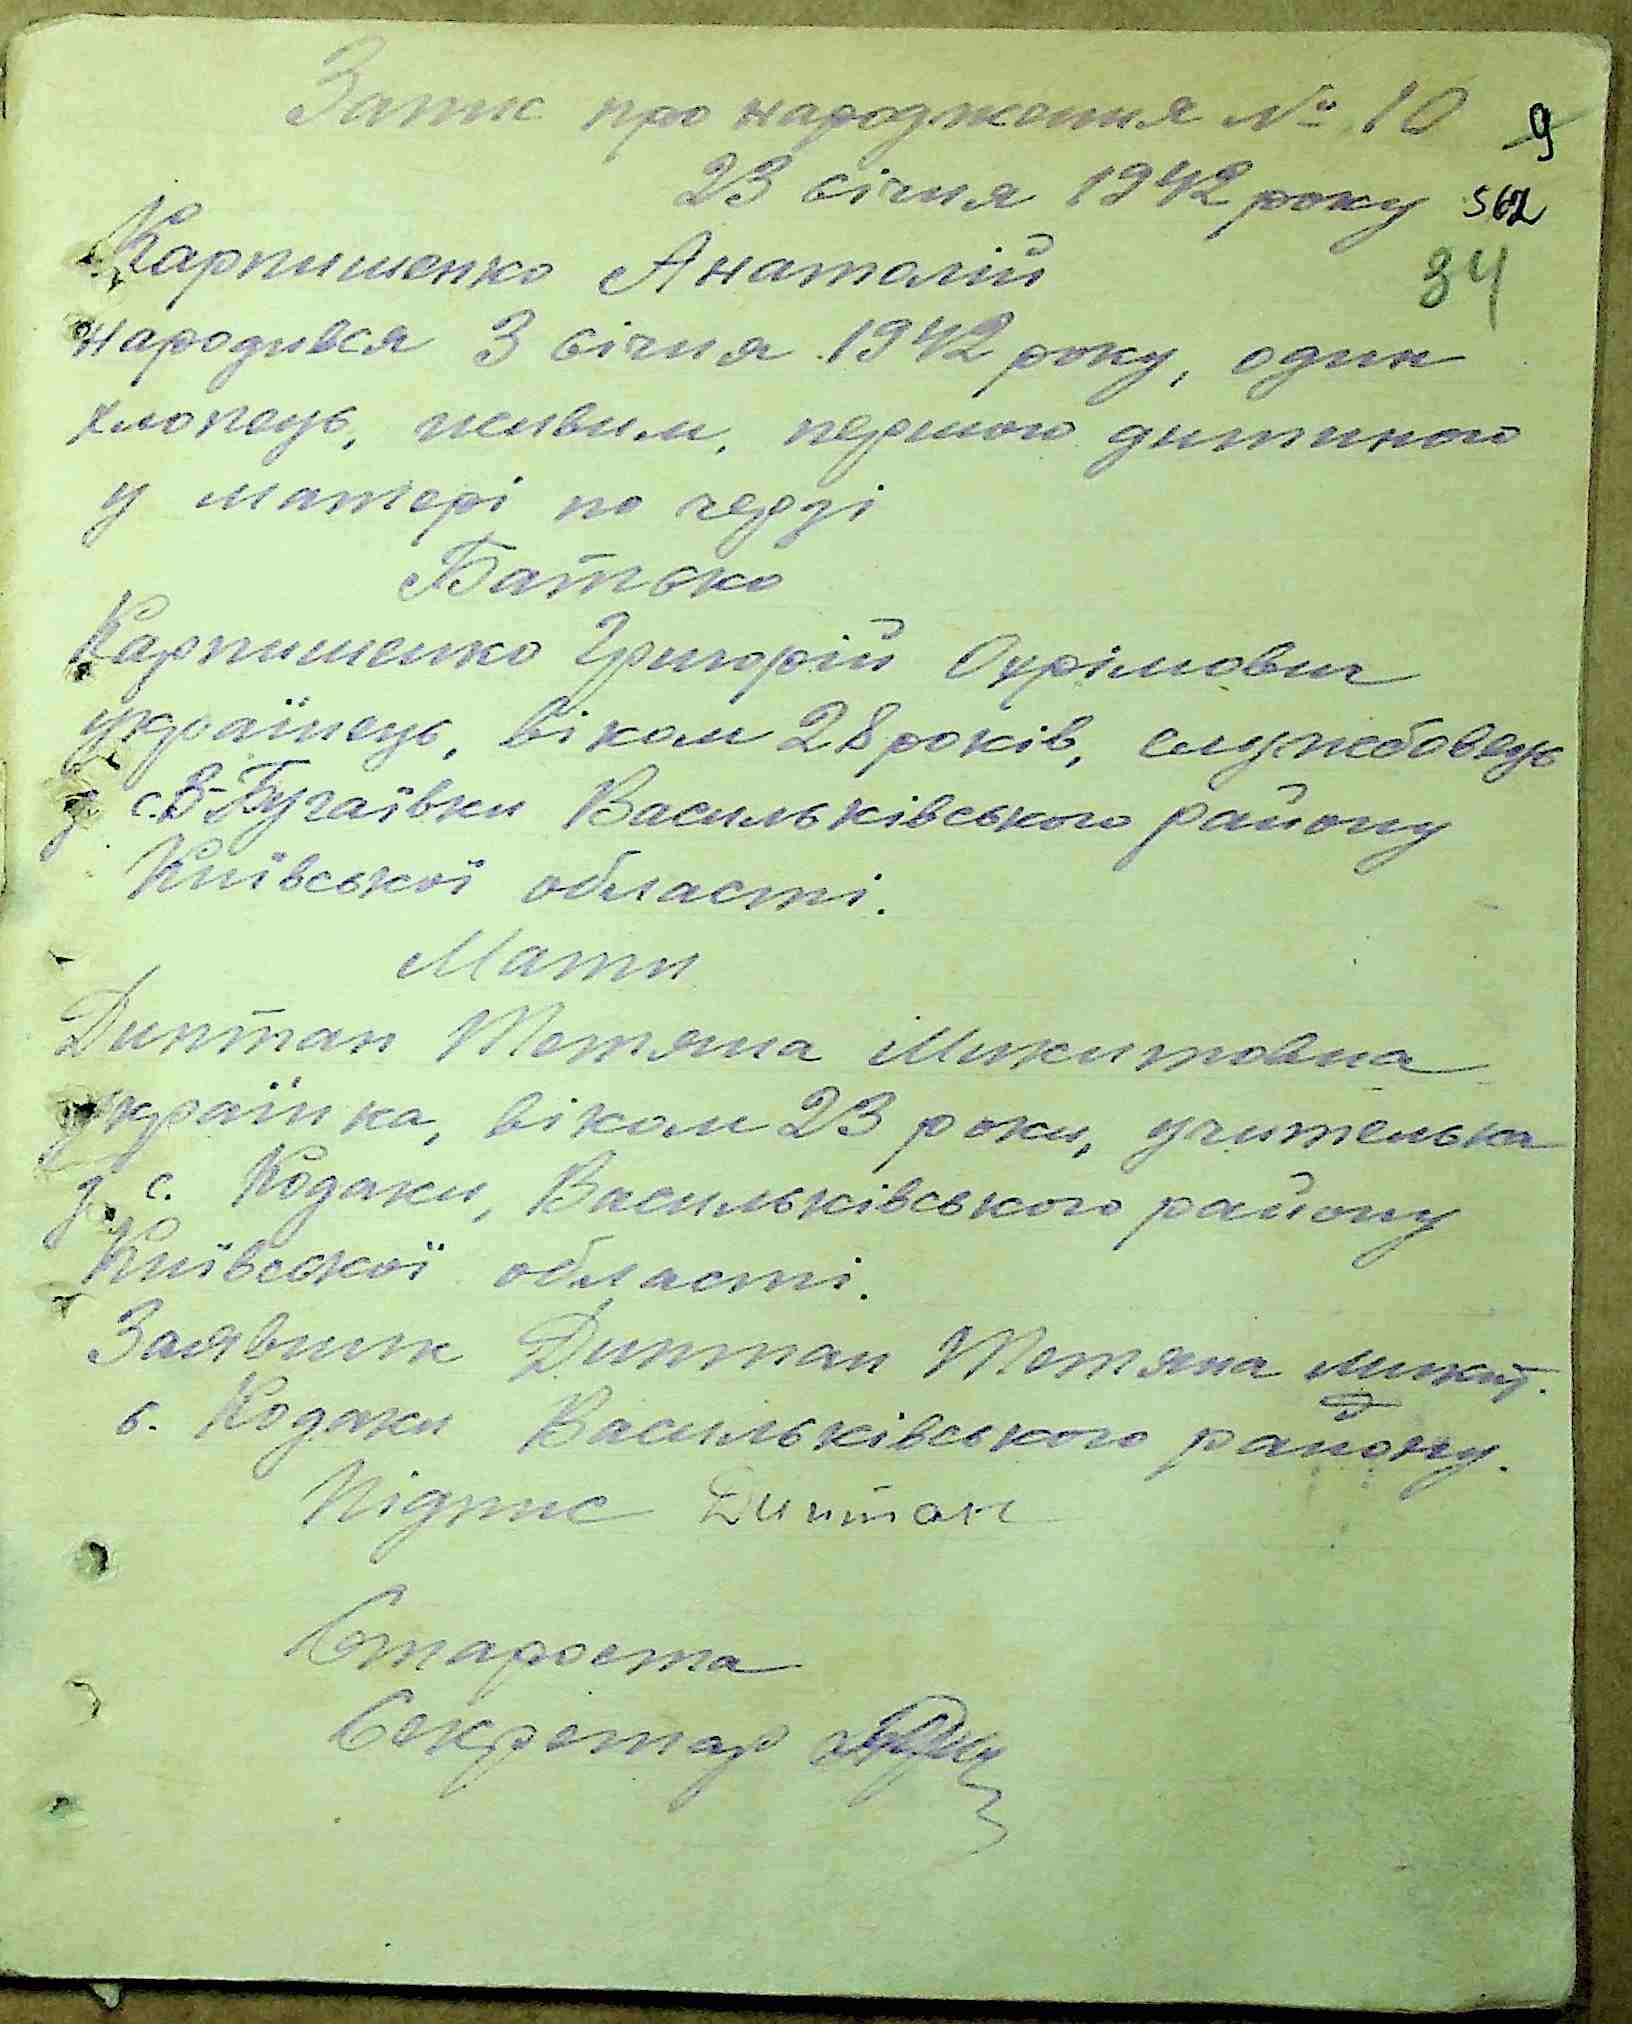 Запис про народження № 10
9
23 січня 1942 року
562
Карпишенко Анатолій
34
народився 3 січня 1942 року, один
хлопець, живим, першою дитиною
у матері по черзі
Батько
Карпишенко Григорій Охрімович
українець, віком 28 років, службовець
з с. В-Бугаївки Васильківського району
Київської області.
Мати
Диптан Тетяна Микитовна
українка, віком 23 роки, учителька
з с. Кодаки, Васильківського району
Київської області.
Заявник Диптан Тетяна Микит.
с. Кодаки Васильківського району.
Підпис Диптан
Староста
Секретар